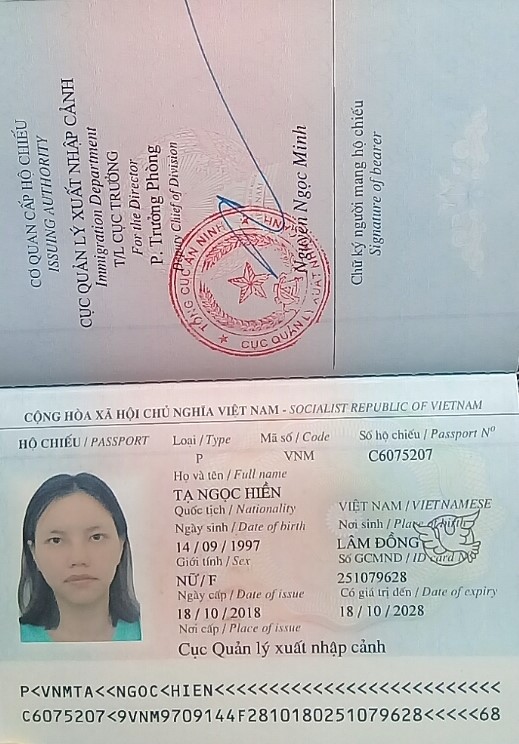 CƠ QUAN CẤP HỘ CHIẾU
ISSUING AUTHORITY
CỤC QUẢN LÝ XUẤT NHẬP CẢNH
Immigration Department
T/L CỤC TRƯỞNG
For the Director
P. Trưởng Phòng
Deputy Chief of Division
TỔNG CỤC AN NINH
CỤC QUẢN LÝ XUẤT NHẬP CẢNH
Nguyễn Ngọc Minh
Chữ ký người mang hộ chiếu
Signature of bearer
CỘNG HÒA XÃ HỘI CHỦ NGHĨA VIỆT NAM - SOCIALIST REPUBLIC OF VIETNAM
HỘ CHIẾU / PASSPORT Loại / Type Mã số / Code Số hộ chiếu / Passport Nº
P VNM C6075207
Họ và tên / Full name
TẠ NGỌC HIỀN
Quốc tịch / Nationality VIỆT NAM / VIETNAMESE
Ngày sinh / Date of birth Nơi sinh / Place of birth
14 / 09 / 1997 LÂM ĐỒNG
Giới tính / Sex Số GCMND / ID card Nº
NỮ / F 251079628
Ngày cấp / Date of issue Có giá trị đến / Date of expiry
18 / 10 / 2018 18 / 10 / 2028
Nơi cấp / Place of issue
Cục Quản lý xuất nhập cảnh
P<VNMTA<<NGOC<HIEN<<<<<<<<<<<<<<<<<<<<<<<<<<
C6075207<9VNM9709144F2810180251079628<<<<<68